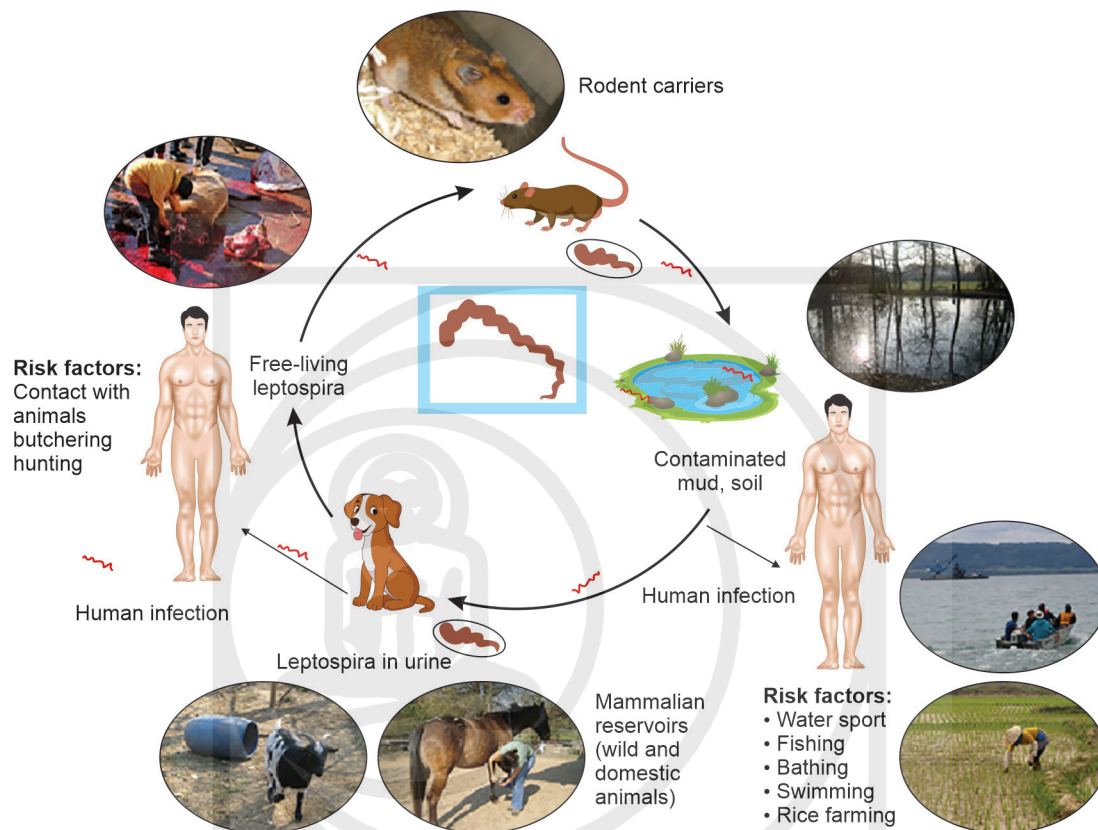 Rodent carriers
Risk factors:
Contact with
animals
butchering
hunting
Free-living
leptospira
Contaminated
mud, soil
Human infection
Human infection
Leptospira in urine
Mammalian
reservoirs
(wild and
domestic
animals)
Risk factors:
• Water sport
• Fishing
• Bathing
• Swimming
• Rice farming